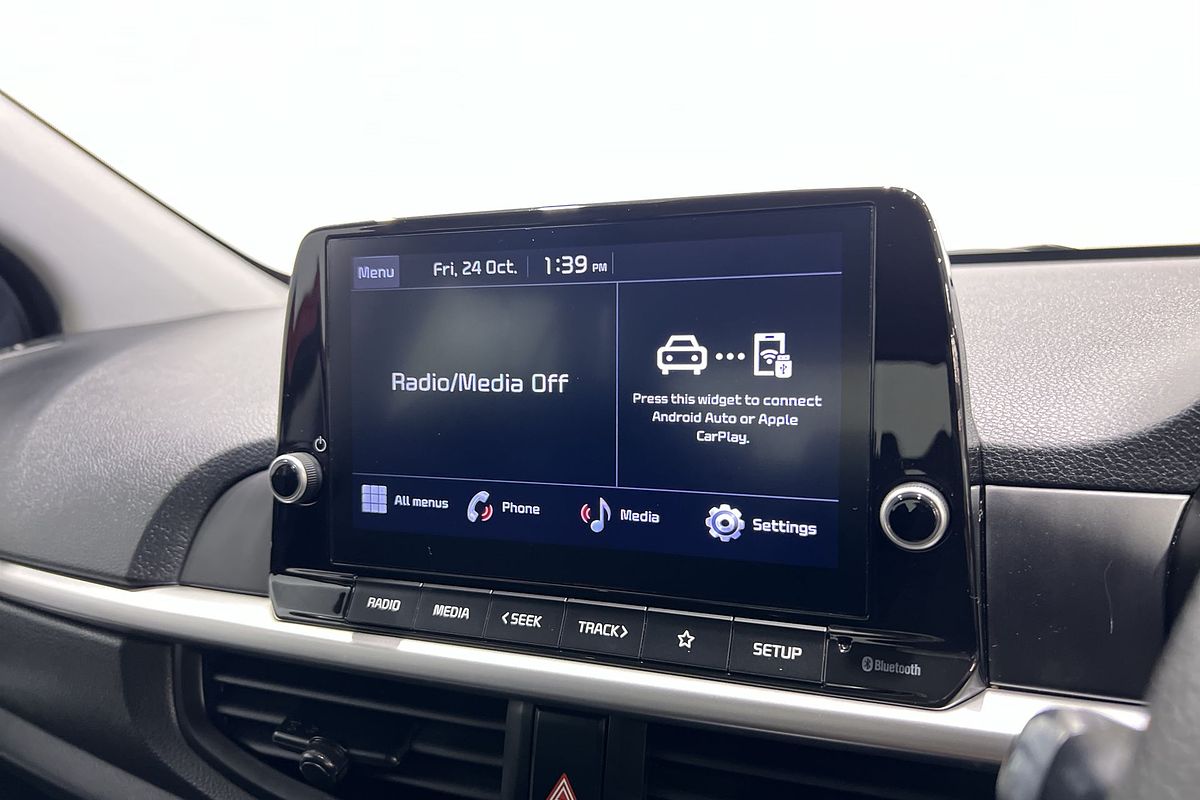 Menu
Fri, 24 Oct.
1:39 PM
Radio/Media Off
Press this widget to connect
Android Auto or Apple
CarPlay.
All menus
Phone
Media
Settings
RADIO
MEDIA
<SEEK
TRACK>
SETUP
Bluetooth